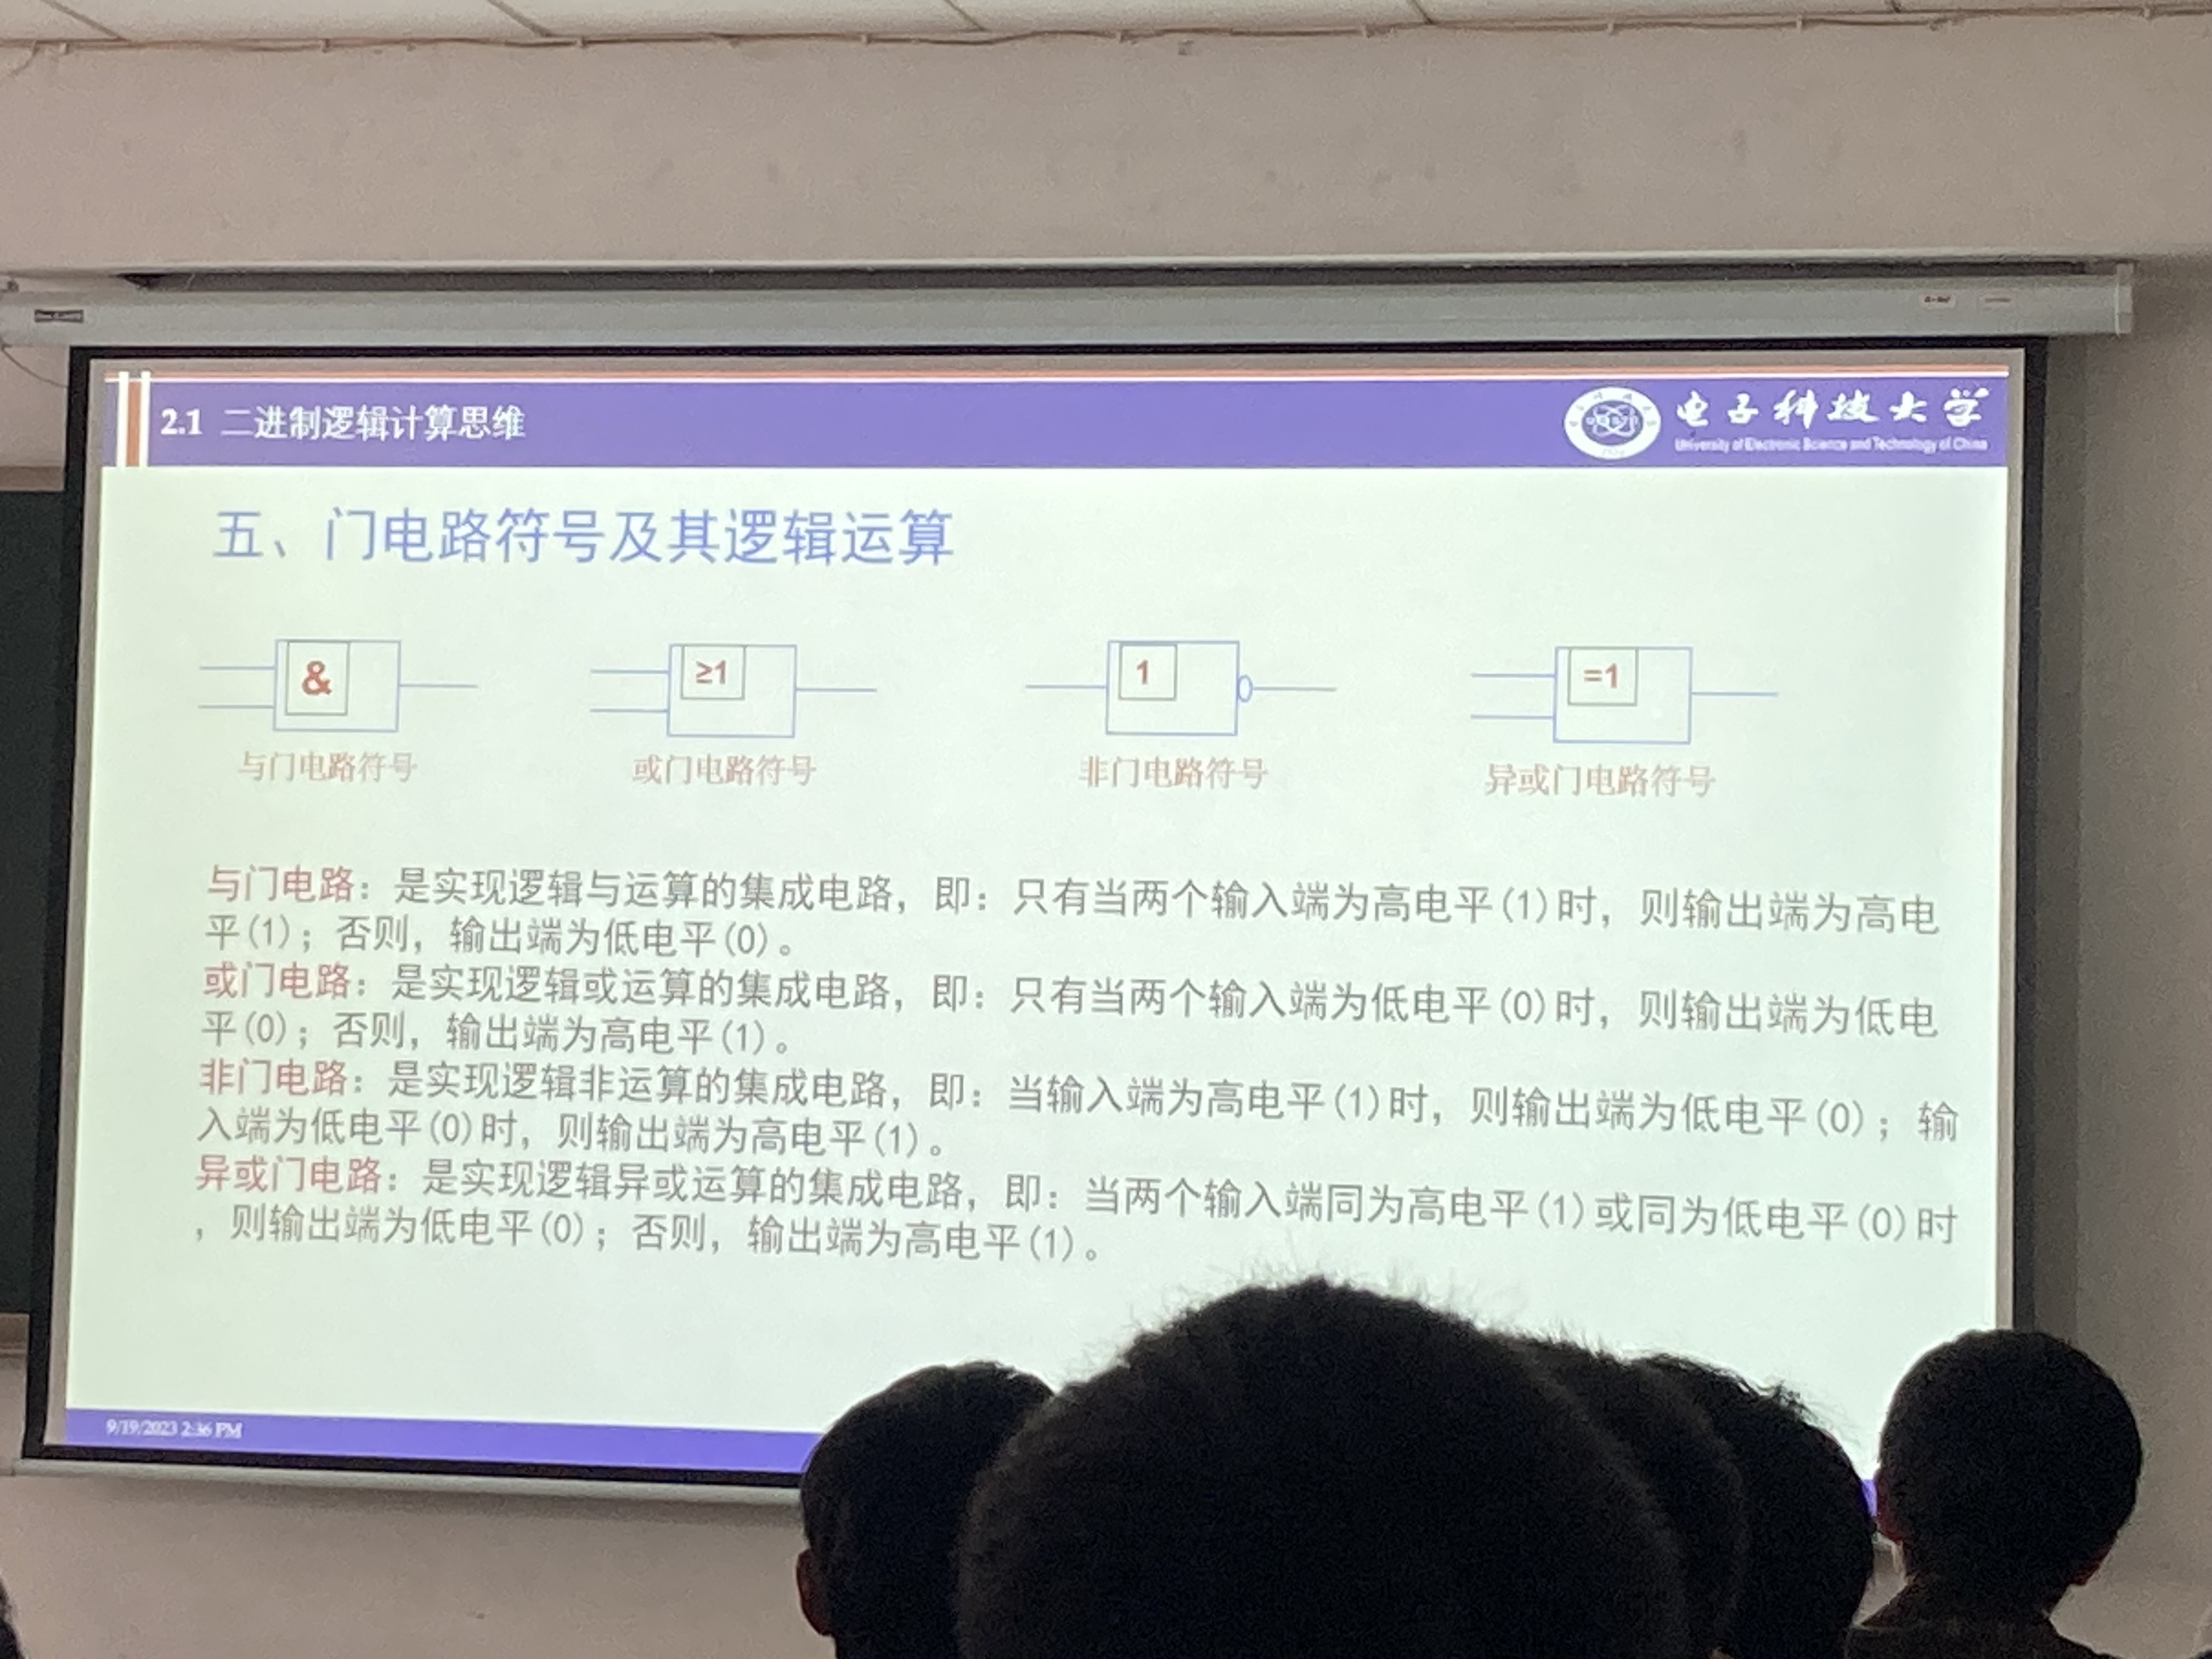 2.1 二进制逻辑计算思维
电子科技大学
University of Electronic Science and Technology of China
五、门电路符号及其逻辑运算
& ≥1 1 =1
与门电路符号 或门电路符号 非门电路符号 异或门电路符号
与门电路：是实现逻辑与运算的集成电路，即：只有当两个输入端为高电平(1)时，则输出端为高电
平(1)；否则，输出端为低电平(0)。
或门电路：是实现逻辑或运算的集成电路，即：只有当两个输入端为低电平(0)时，则输出端为低电
平(0)；否则，输出端为高电平(1)。
非门电路：是实现逻辑非运算的集成电路，即：当输入端为高电平(1)时，则输出端为低电平(0)；输
入端为低电平(0)时，则输出端为高电平(1)。
异或门电路：是实现逻辑异或运算的集成电路，即：当两个输入端同为高电平(1)或同为低电平(0)时
，则输出端为低电平(0)；否则，输出端为高电平(1)。
9/19/2023 2:36 PM